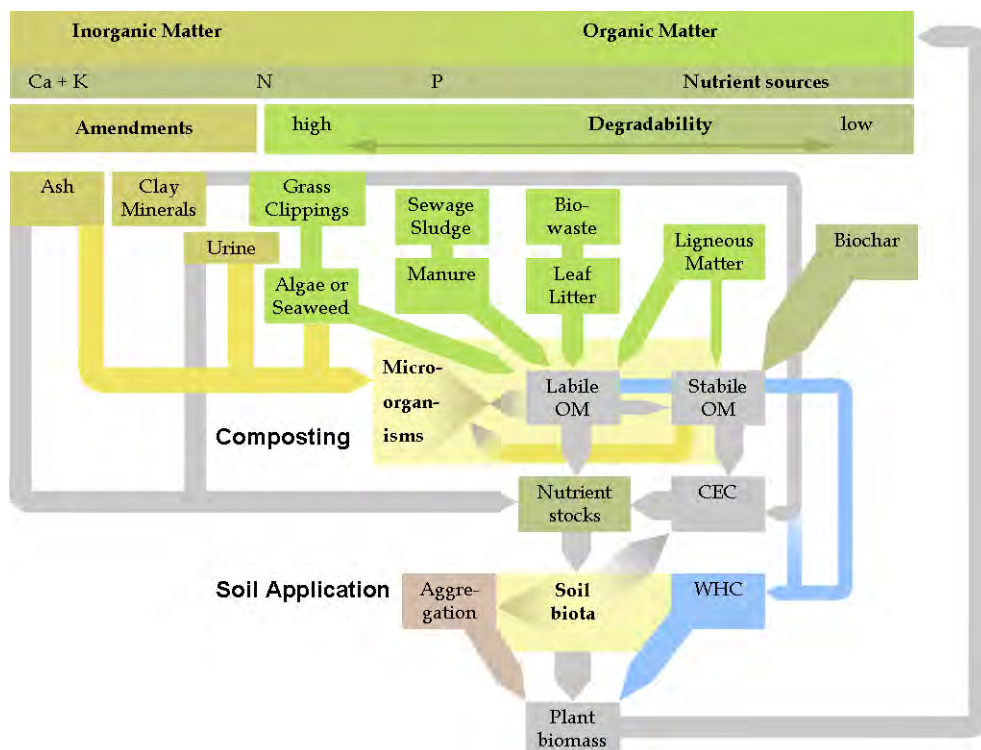 Inorganic Matter
Organic Matter
Ca + K
N
P
Nutrient sources
Amendments
high
Degradability
low
Ash
Clay
Minerals
Grass
Clippings
Sewage
Sludge
Bio-
waste
Urine
Manure
Leaf
Litter
Ligneous
Matter
Biochar
Algae or
Seaweed
Micro-
organ-
isms
Labile
OM
Stabile
OM
Composting
Nutrient
stocks
CEC
Soil Application
Aggre-
gation
Soil
biota
WHC
Plant
biomass